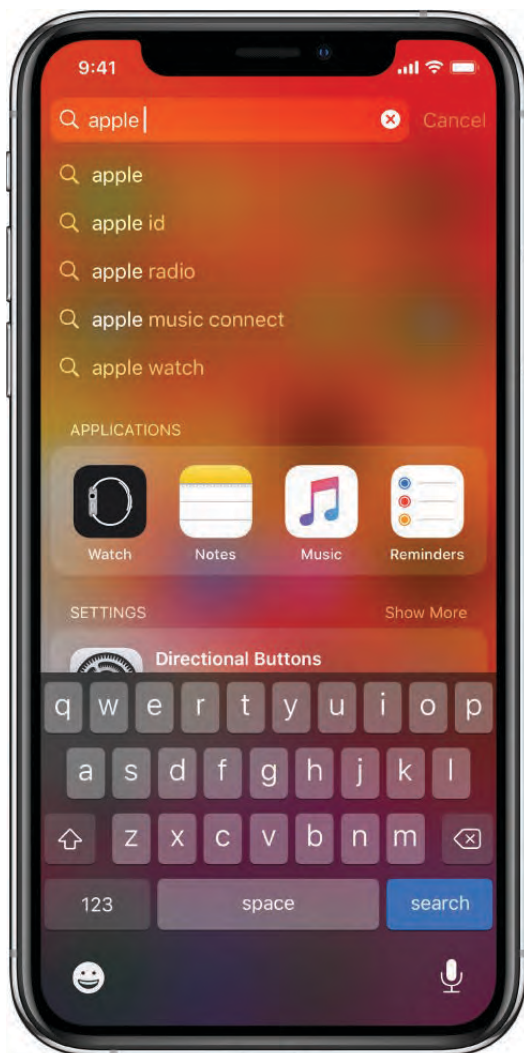 9:41
apple
Cancel
apple
apple id
apple radio
apple music connect
apple watch
APPLICATIONS
Watch Notes Music Reminders
SETTINGS Show More
Directional Buttons
q w e r t y u i o p
a s d f g h j k l
z x c v b n m
123 space search